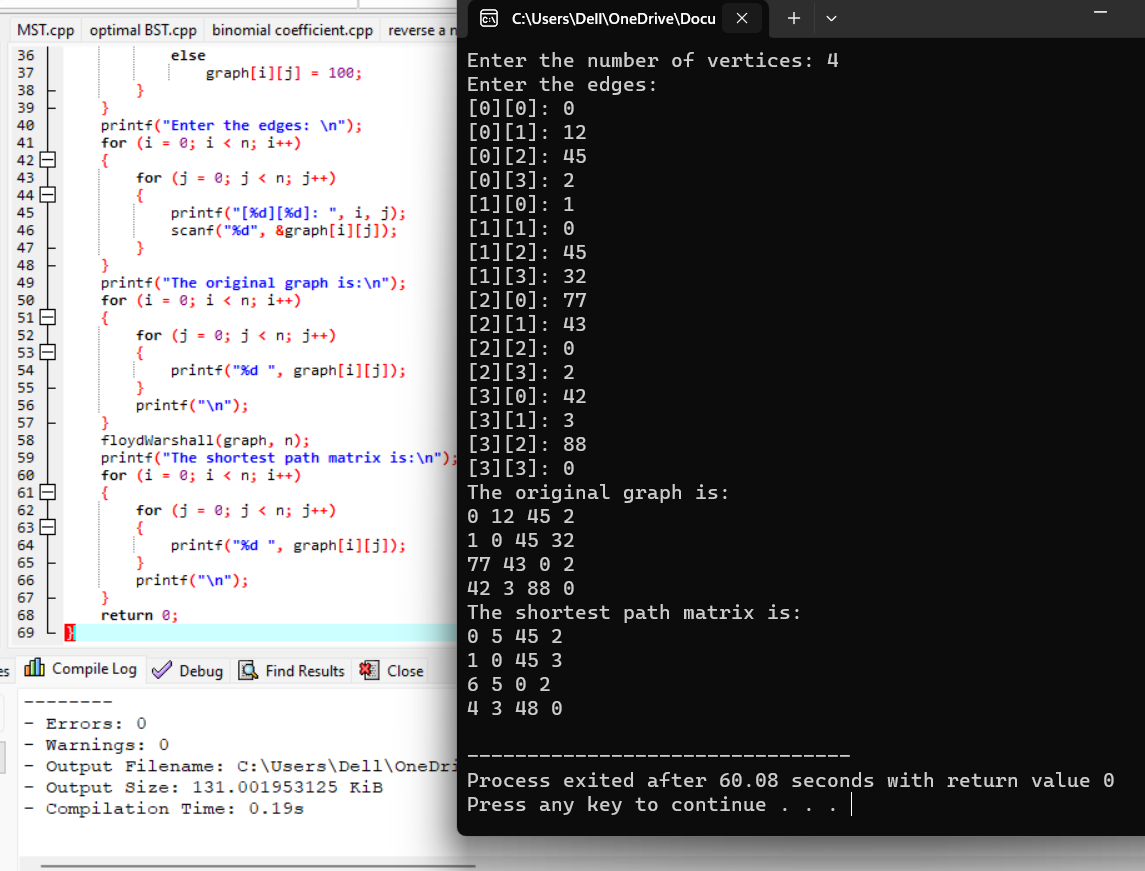 MST.cpp optimal BST.cpp binomial coefficient.cpp reverse a n
36 else
37 graph[i][j] = 100;
38 }
39 }
40 printf("Enter the edges: \n");
41 for (i = 0; i < n; i++)
42 {
43 for (j = 0; j < n; j++)
44 {
45 printf("[%d][%d]: ", i, j);
46 scanf("%d", &graph[i][j]);
47 }
48 }
49 printf("The original graph is:\n");
50 for (i = 0; i < n; i++)
51 {
52 for (j = 0; j < n; j++)
53 {
54 printf("%d ", graph[i][j]);
55 }
56 printf("\n");
57 }
58 floydWarshall(graph, n);
59 printf("The shortest path matrix is:\n");
60 for (i = 0; i < n; i++)
61 {
62 for (j = 0; j < n; j++)
63 {
64 printf("%d ", graph[i][j]);
65 }
66 printf("\n");
67 }
68 return 0;
69 }
es Compile Log Debug Find Results Close
--------
- Errors: 0
- Warnings: 0
- Output Filename: C:\Users\Dell\OneDri
- Output Size: 131.001953125 KiB
- Compilation Time: 0.19s
C:\Users\Dell\OneDrive\Docu
Enter the number of vertices: 4
Enter the edges:
[0][0]: 0
[0][1]: 12
[0][2]: 45
[0][3]: 2
[1][0]: 1
[1][1]: 0
[1][2]: 45
[1][3]: 32
[2][0]: 77
[2][1]: 43
[2][2]: 0
[2][3]: 2
[3][0]: 42
[3][1]: 3
[3][2]: 88
[3][3]: 0
The original graph is:
0 12 45 2
1 0 45 32
77 43 0 2
42 3 88 0
The shortest path matrix is:
0 5 45 2
1 0 45 3
6 5 0 2
4 3 48 0
--------------------------------
Process exited after 60.08 seconds with return value 0
Press any key to continue . . .